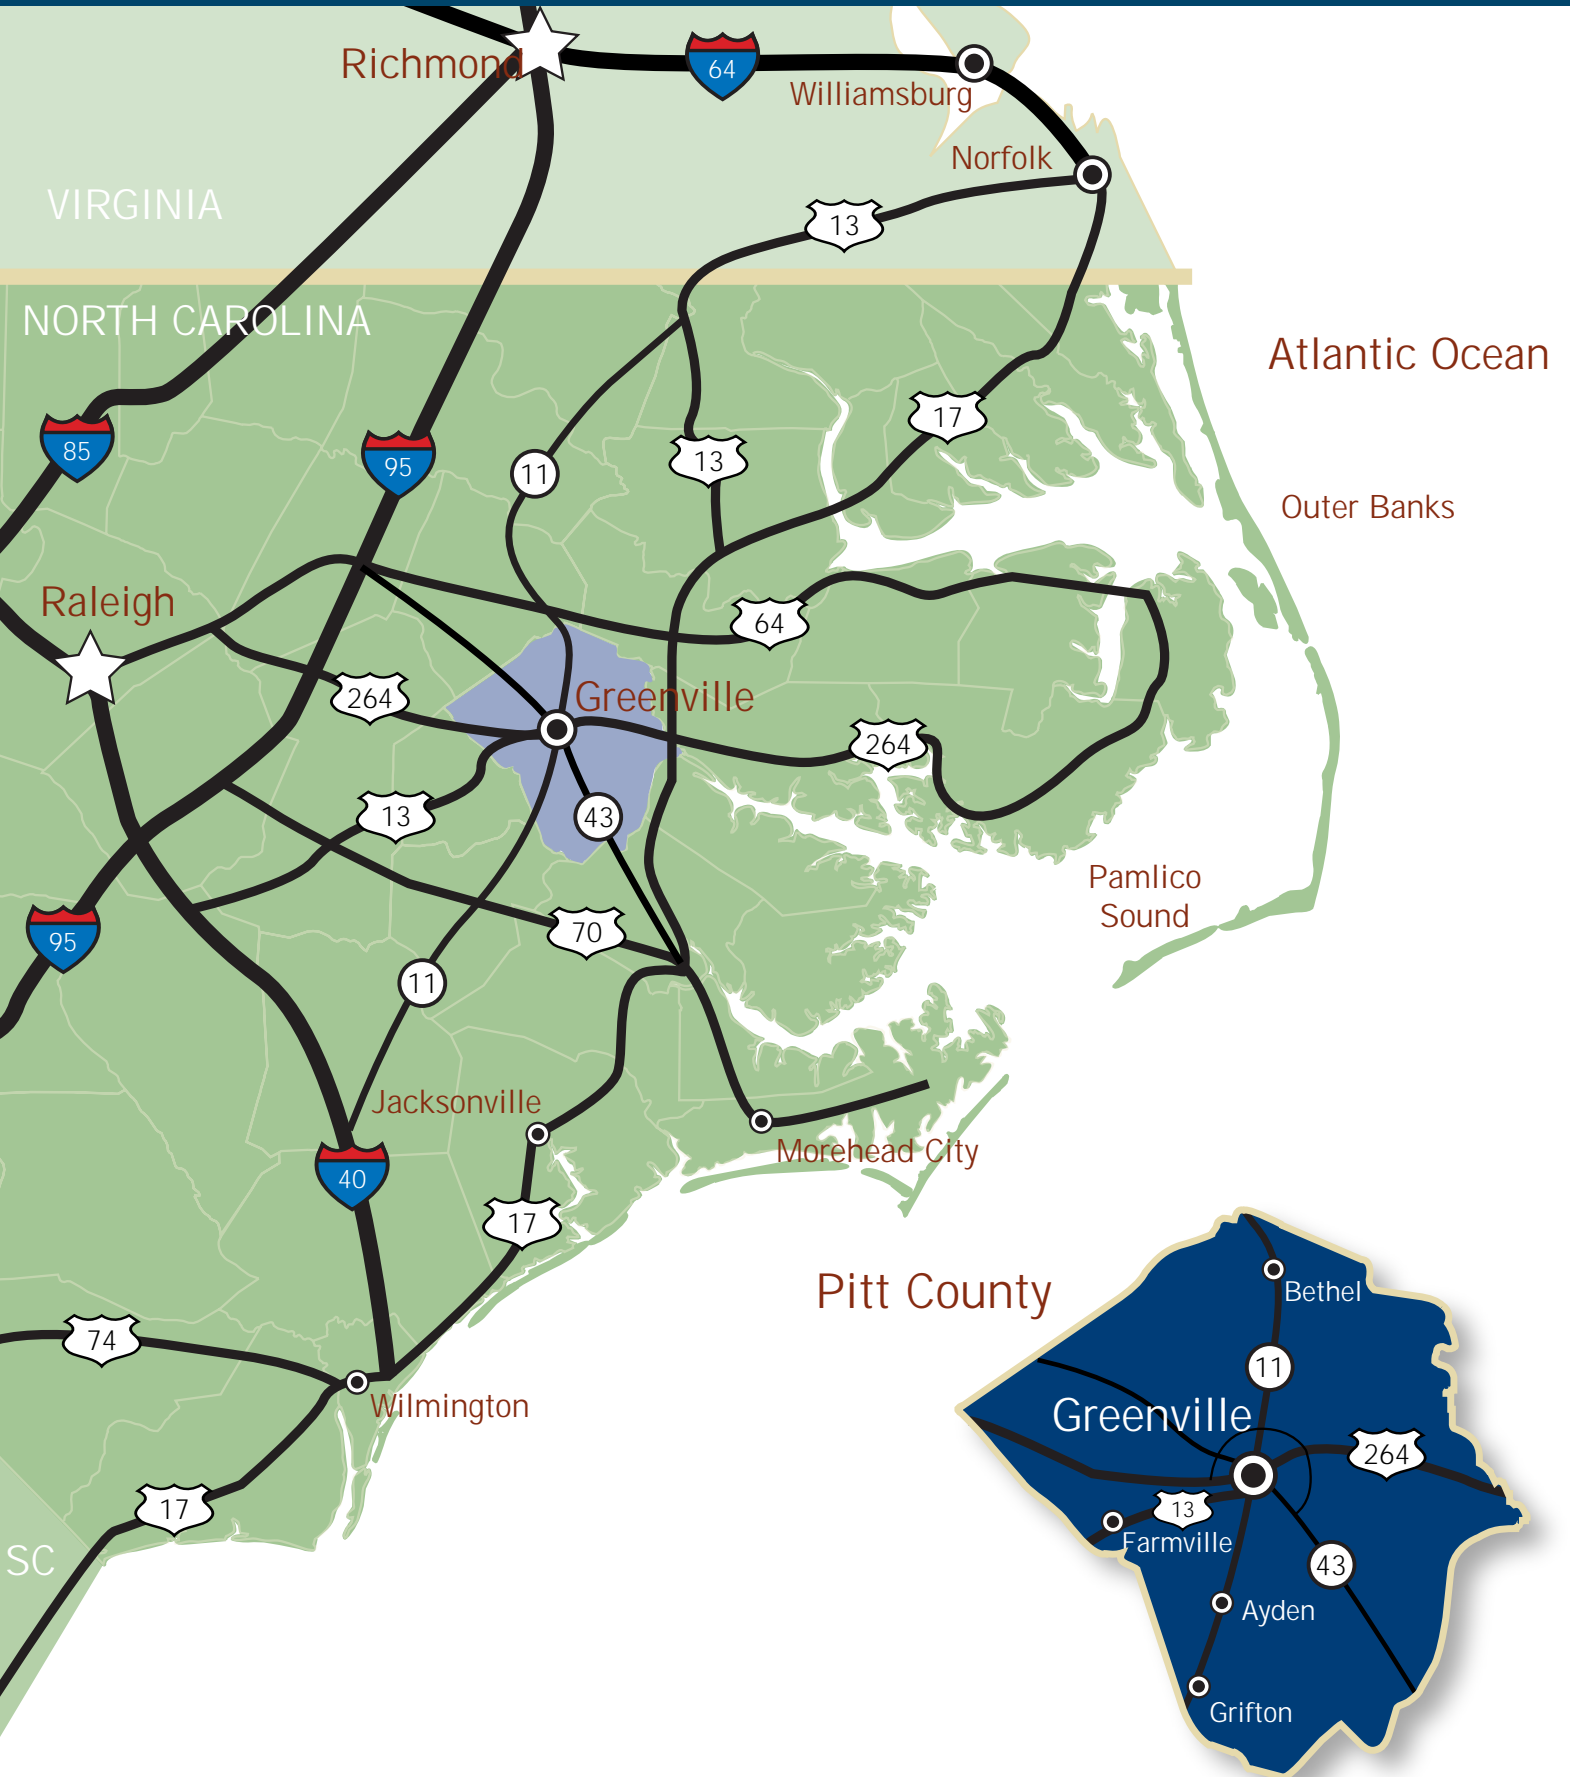 Richmond
64
Williamsburg
Norfolk
VIRGINIA
13
NORTH CAROLINA
Atlantic Ocean
17
85
95
11
13
Outer Banks
Raleigh
64
264
Greenville
264
13
43
Pamlico
Sound
95
70
11
Jacksonville
Morehead City
40
17
Pitt County
Bethel
74
11
Wilmington
Greenville
264
17
13
Farmville
SC
43
Ayden
Grifton